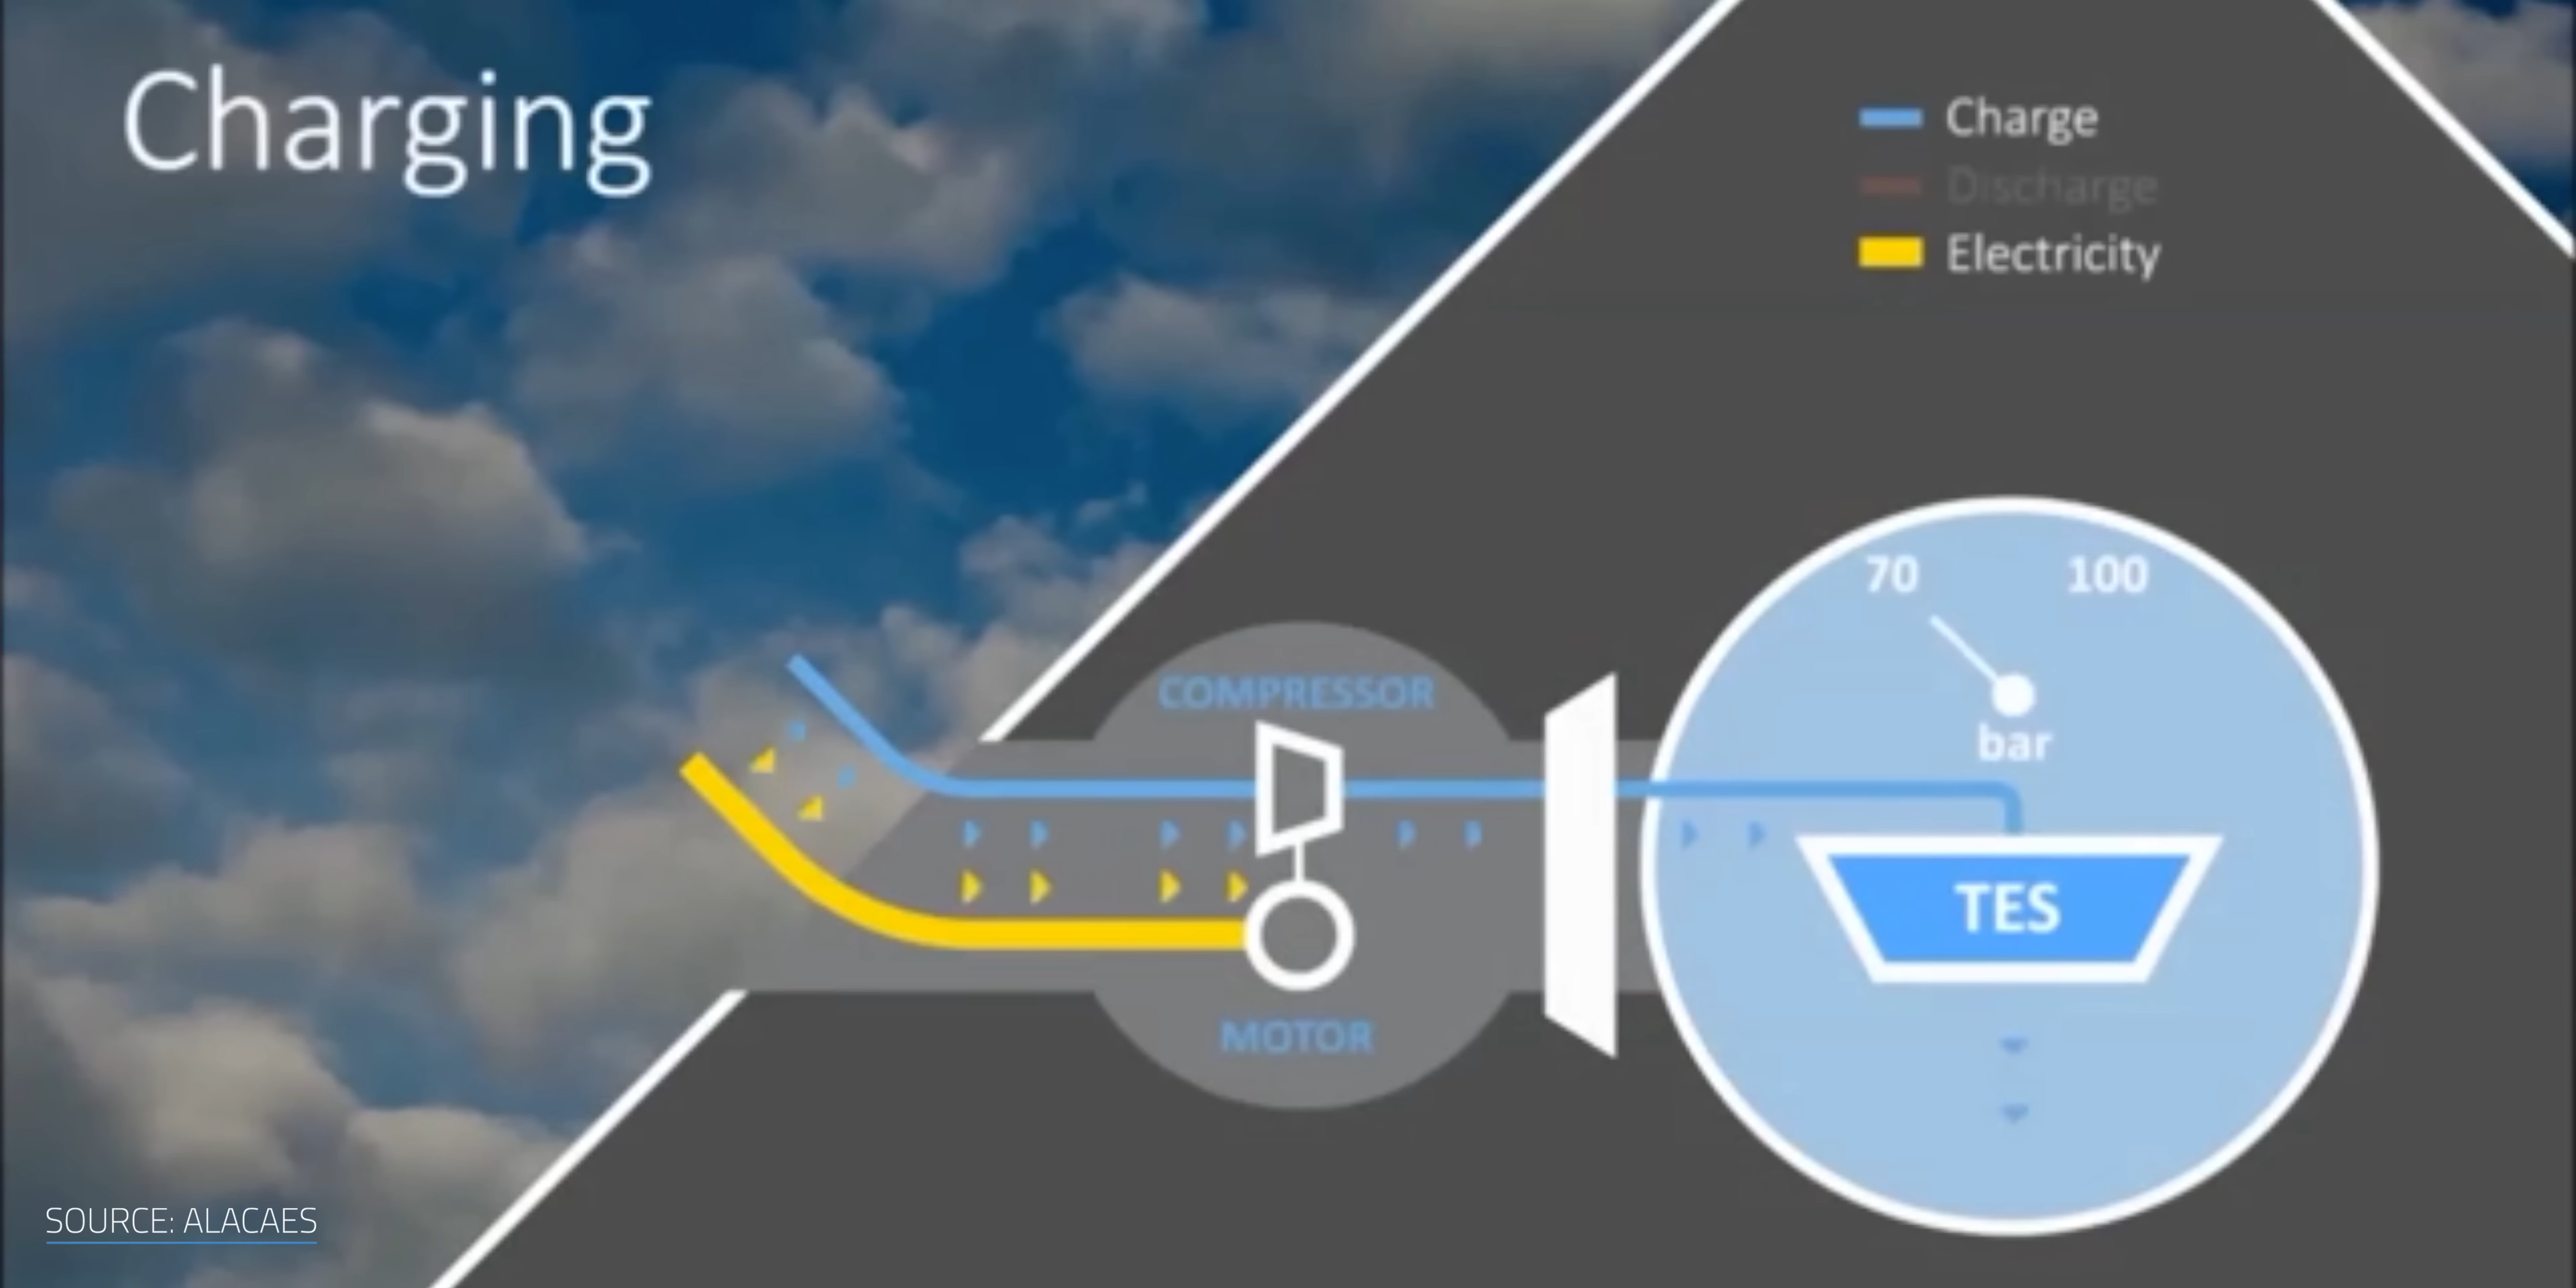 Charging
Charge
Discharge
Electricity
70 100
bar
COMPRESSOR
TES
MOTOR
SOURCE: ALACAES